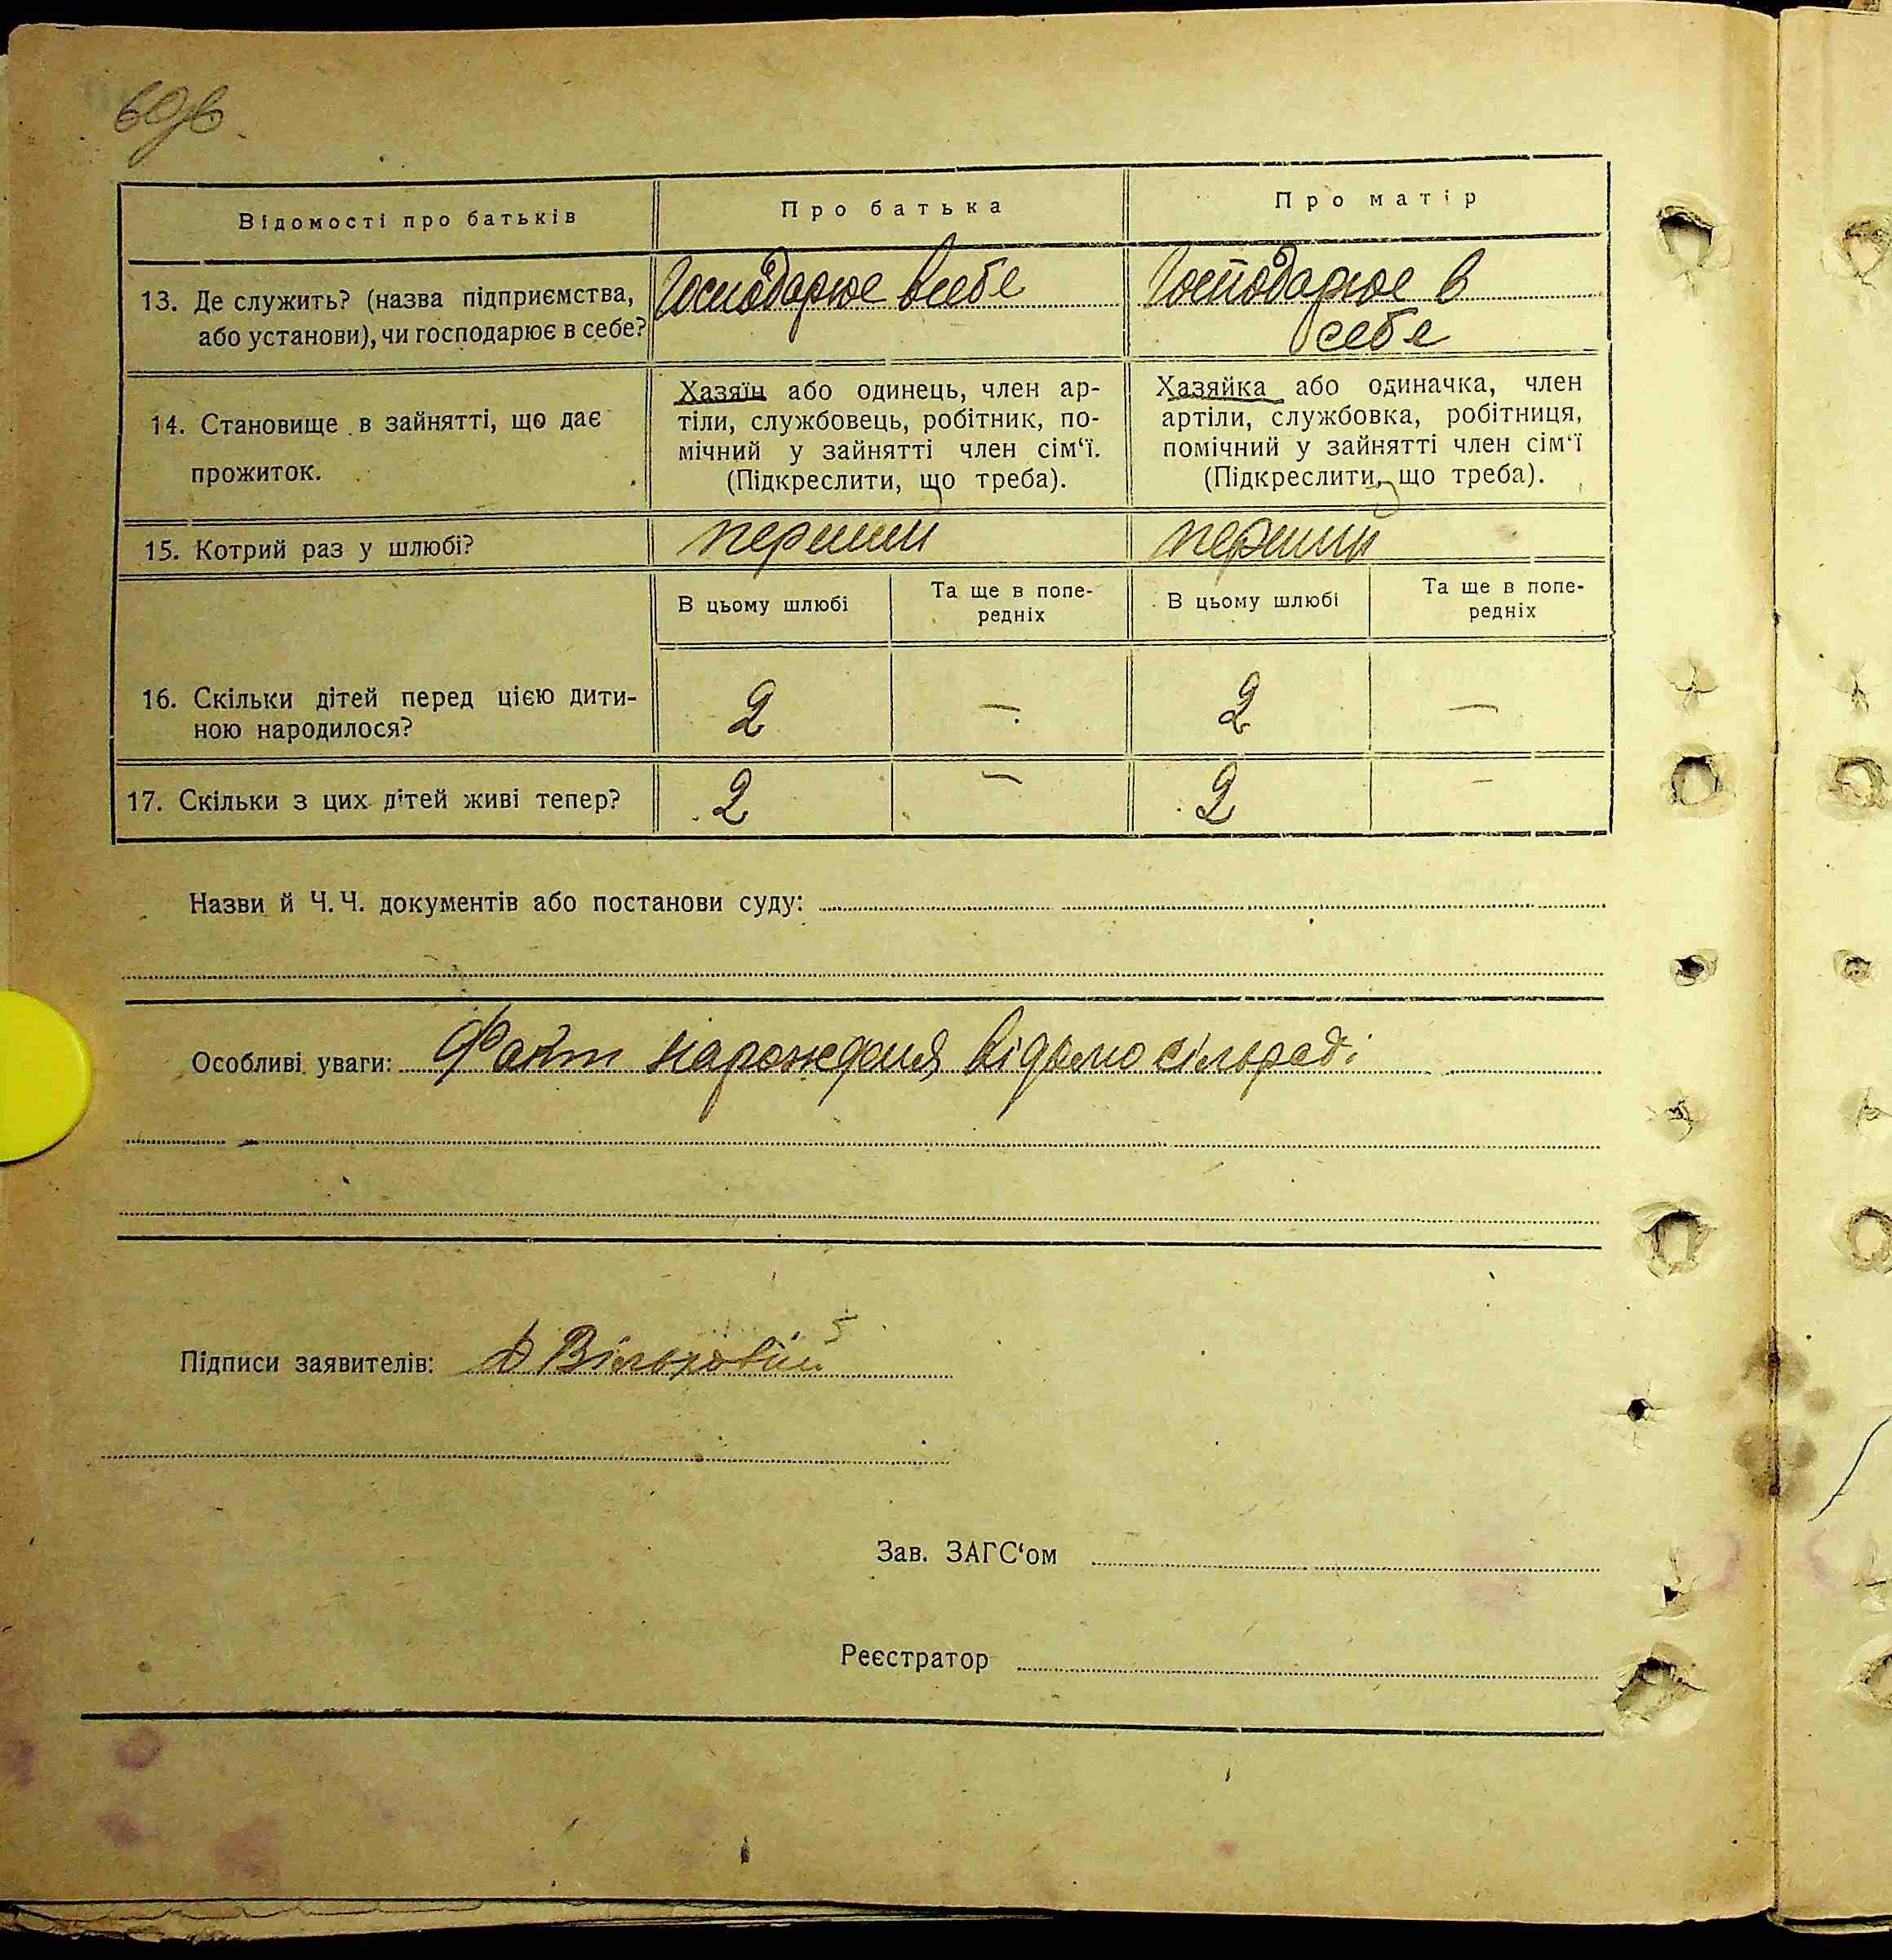 Відомості про батьків
Про батька
Про матір
13. Де служить? (назва підприємства,
або установи), чи господарює в себе?
Господарює в себе
Господарює в
себе
14. Становище в зайнятті, що дає
прожиток.
Хазяїн або одинець, член ар-
тіли, службовець, робітник, по-
мічний у зайнятті член сім‘ї.
(Підкреслити, що треба).
Хазяйка або одиначка, член
артіли, службовка, робітниця,
помічний у зайнятті член сім‘ї
(Підкреслити, що треба).
15. Котрий раз у шлюбі?
перший
перший
В цьому шлюбі
Та ще в попе-
редніх
В цьому шлюбі
Та ще в попе-
редніх
16. Скільки дітей перед цією дити-
ною народилося?
2
—
2
—
17. Скільки з цих дітей живі тепер?
2
—
2
—
Назви й Ч.Ч. документів або постанови суду:
Особливі уваги: Факт нарождения відомо сільраді
Підписи заявителів:
Зав. ЗАГС‘ом
Реєстратор